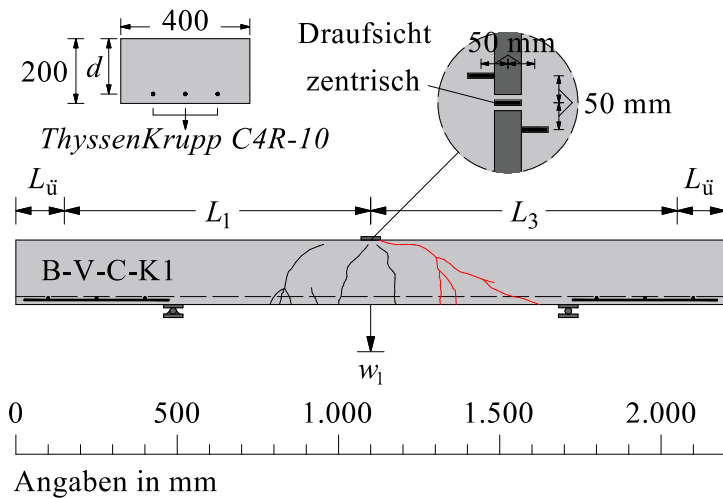 400
200
d
ThyssenKrupp C4R-10
Draufsicht
zentrisch
50 mm
50 mm
Lü
L1
L3
Lü
B-V-C-K1
w1
0 500 1.000 1.500 2.000
Angaben in mm